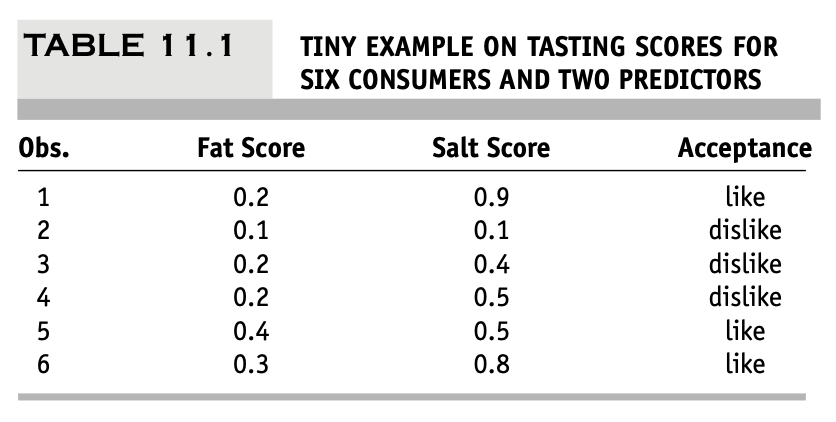 TABLE 11.1
TINY EXAMPLE ON TASTING SCORES FOR
SIX CONSUMERS AND TWO PREDICTORS
Obs. Fat Score Salt Score Acceptance
1 0.2 0.9 like
2 0.1 0.1 dislike
3 0.2 0.4 dislike
4 0.2 0.5 dislike
5 0.4 0.5 like
6 0.3 0.8 like